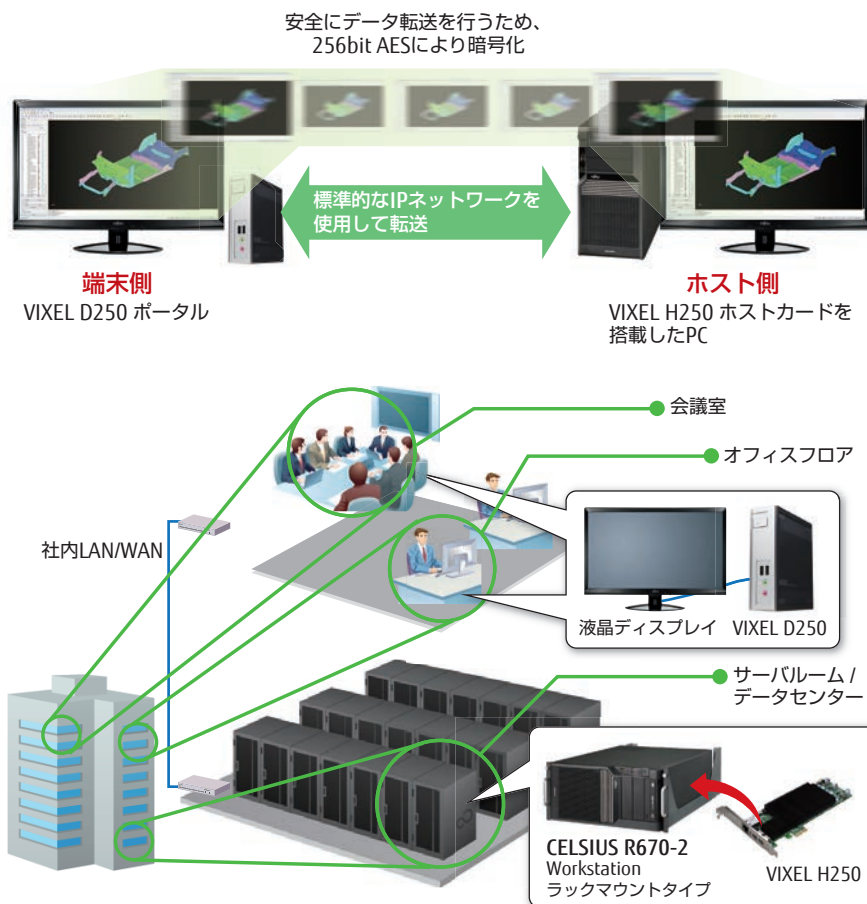 安全にデータ転送を行うため、
256bit AESにより暗号化
標準的なIPネットワークを
使用して転送
端末側
VIXEL D250 ポータル
ホスト側
VIXEL H250 ホストカードを
搭載したPC
会議室
オフィスフロア
社内LAN/WAN
液晶ディスプレイ
VIXEL D250
サーバルーム /
データセンター
CELSIUS R670-2
Workstation
ラックマウントタイプ
VIXEL H250